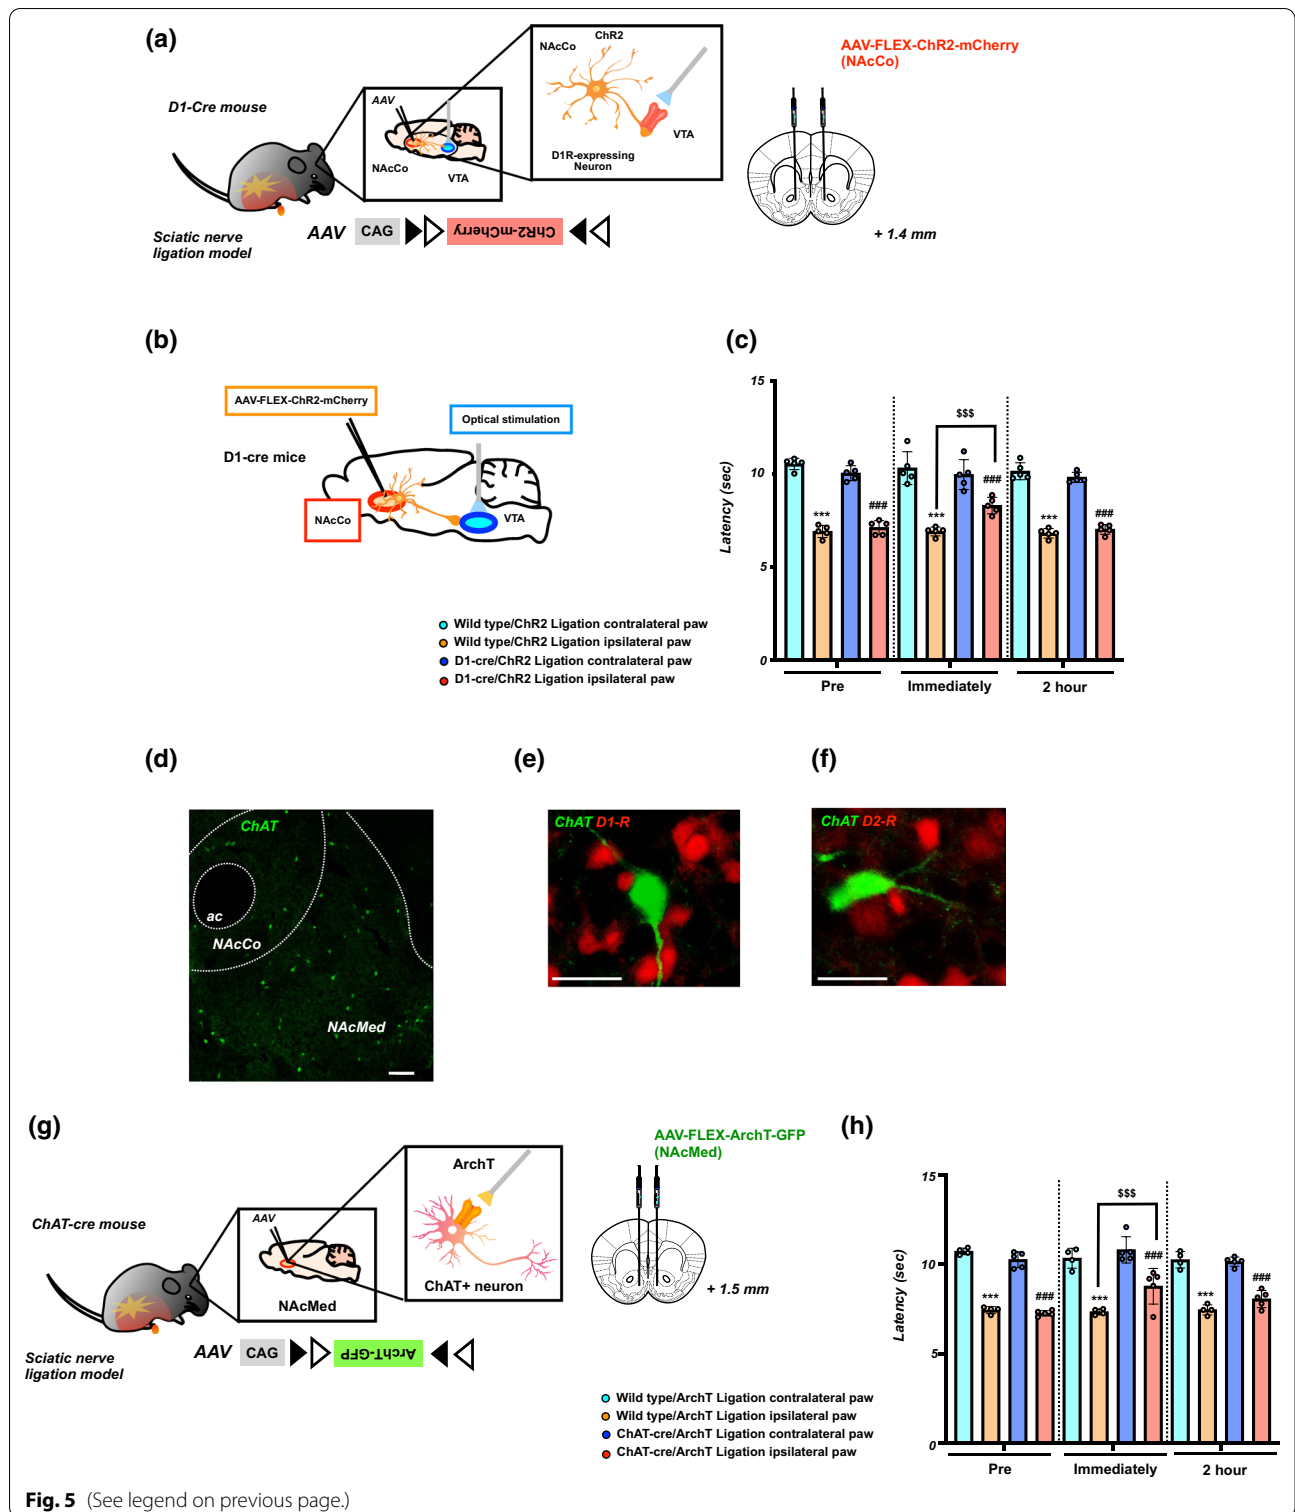 (a)
D1-Cre mouse
Sciatic nerve
ligation model
AAV
NAcCo
VTA
ChR2
NAcCo
VTA
D1R-expressing
Neuron
AAV CAG ChR2-mCherry
AAV-FLEX-ChR2-mCherry
(NAcCo)
+ 1.4 mm
(b)
AAV-FLEX-ChR2-mCherry
Optical stimulation
D1-cre mice
NAcCo
VTA
Wild type/ChR2 Ligation contralateral paw
Wild type/ChR2 Ligation ipsilateral paw
D1-cre/ChR2 Ligation contralateral paw
D1-cre/ChR2 Ligation ipsilateral paw
(c)
Latency (sec)
15
10
5
0
*** ### $$$ *** ### *** ###
Pre Immediately 2 hour
(d)
ChAT
ac
NAcCo
NAcMed
(e)
ChAT D1-R
(f)
ChAT D2-R
(g)
ChAT-cre mouse
Sciatic nerve
ligation model
AAV
NAcMed
ArchT
ChAT+ neuron
AAV CAG ArchT-GFP
AAV-FLEX-ArchT-GFP
(NAcMed)
+ 1.5 mm
Wild type/ArchT Ligation contralateral paw
Wild type/ArchT Ligation ipsilateral paw
ChAT-cre/ArchT Ligation contralateral paw
ChAT-cre/ArchT Ligation ipsilateral paw
(h)
Latency (sec)
15
10
5
0
*** ### $$$ *** ### *** ###
Pre Immediately 2 hour
Fig. 5 (See legend on previous page.)